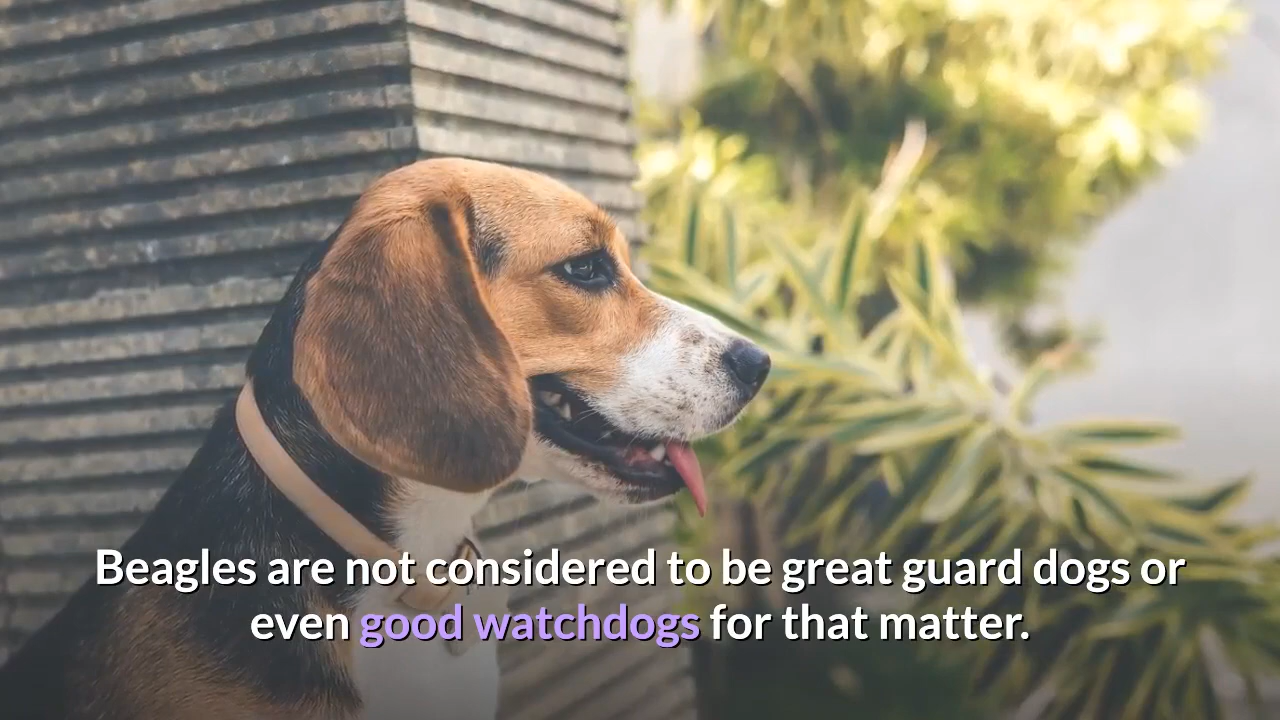 Beagles are not considered to be great guard dogs or
even good watchdogs for that matter.